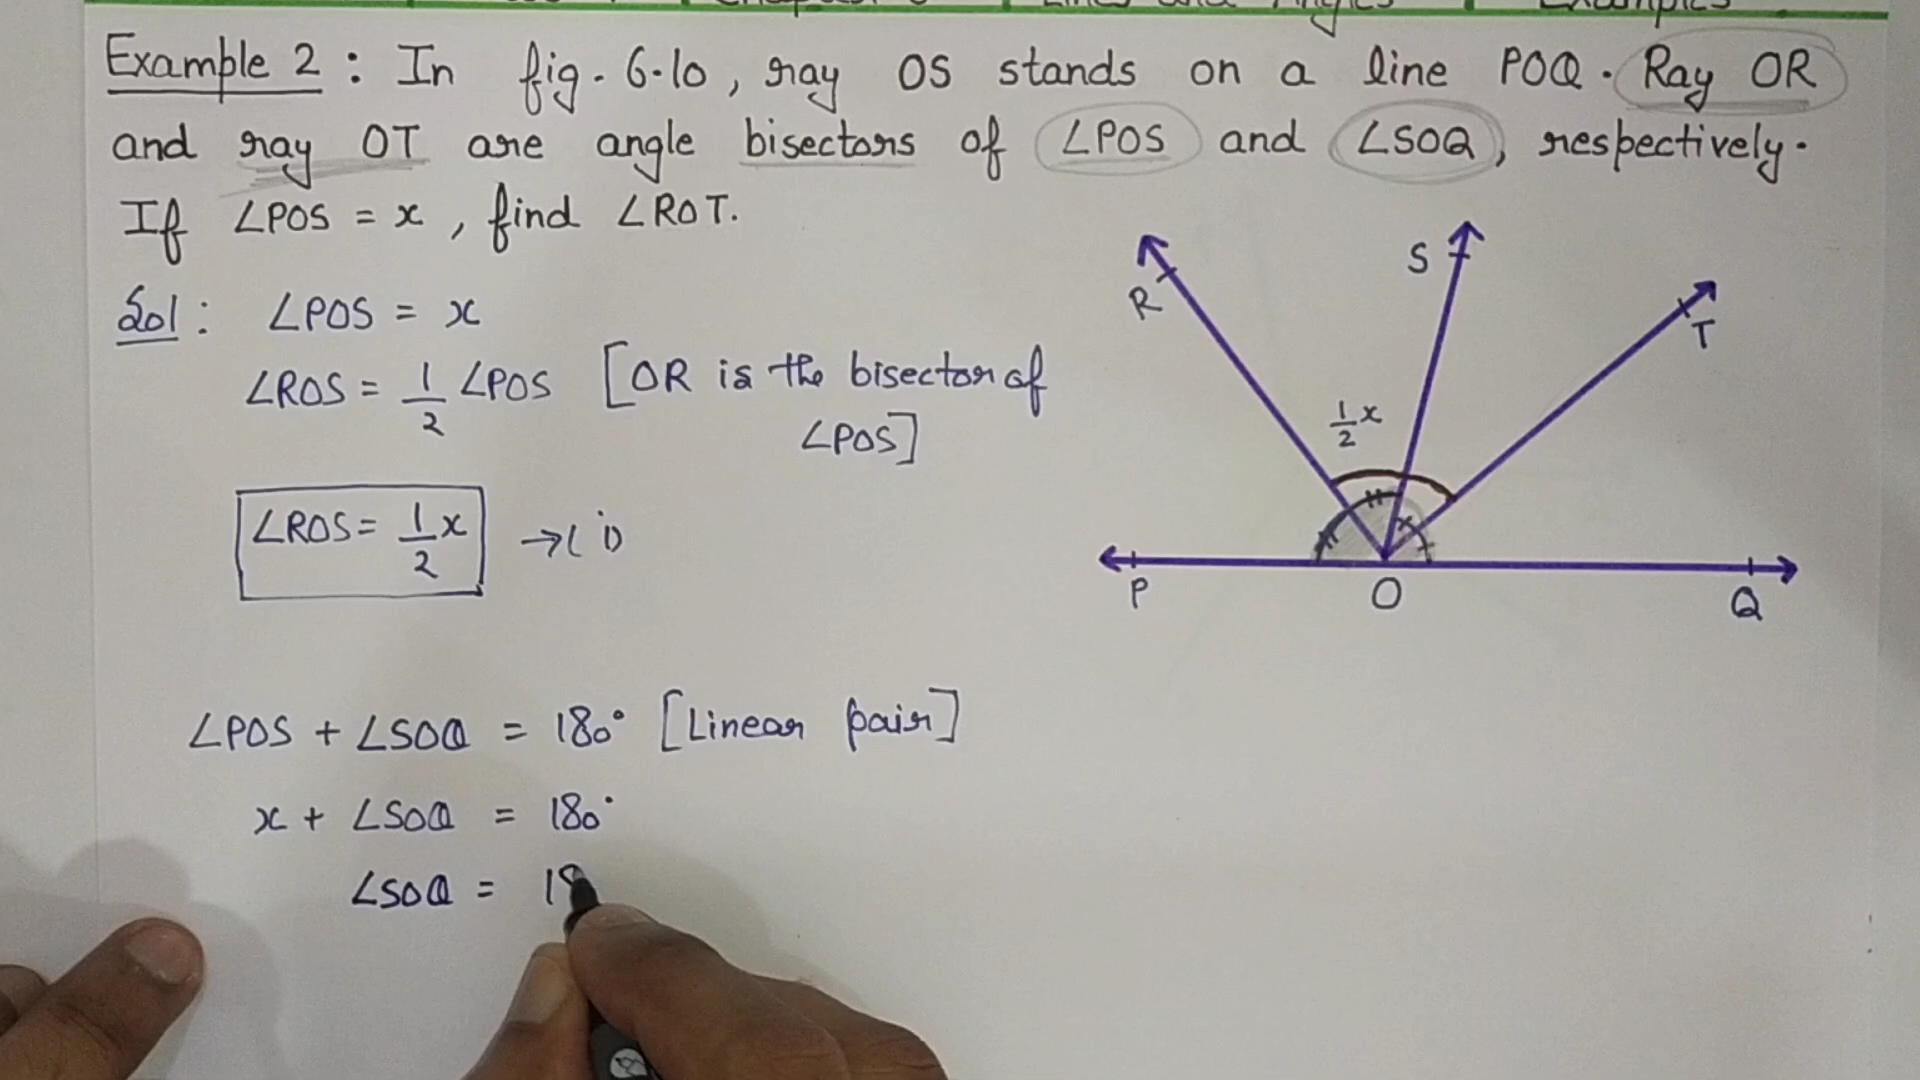 Example 2 : In fig. 6.10, ray OS stands on a line POQ. Ray OR
and ray OT are angle bisectors of ∠POS and ∠SOQ, respectively.
If ∠POS = x, find ∠ROT.
Sol : ∠POS = x
∠ROS = 1/2 ∠POS [OR is the bisector of
∠POS]
∠ROS = 1/2 x → (i)
∠POS + ∠SOQ = 180° [Linear pair]
x + ∠SOQ = 180°
∠SOQ = 18
R
S
T
1/2 x
P
O
Q